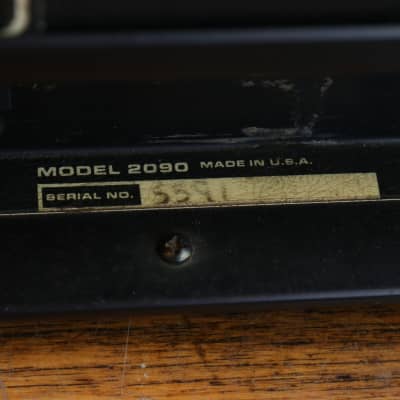 MODEL 2090 MADE IN U.S.A.
SERIAL NO.